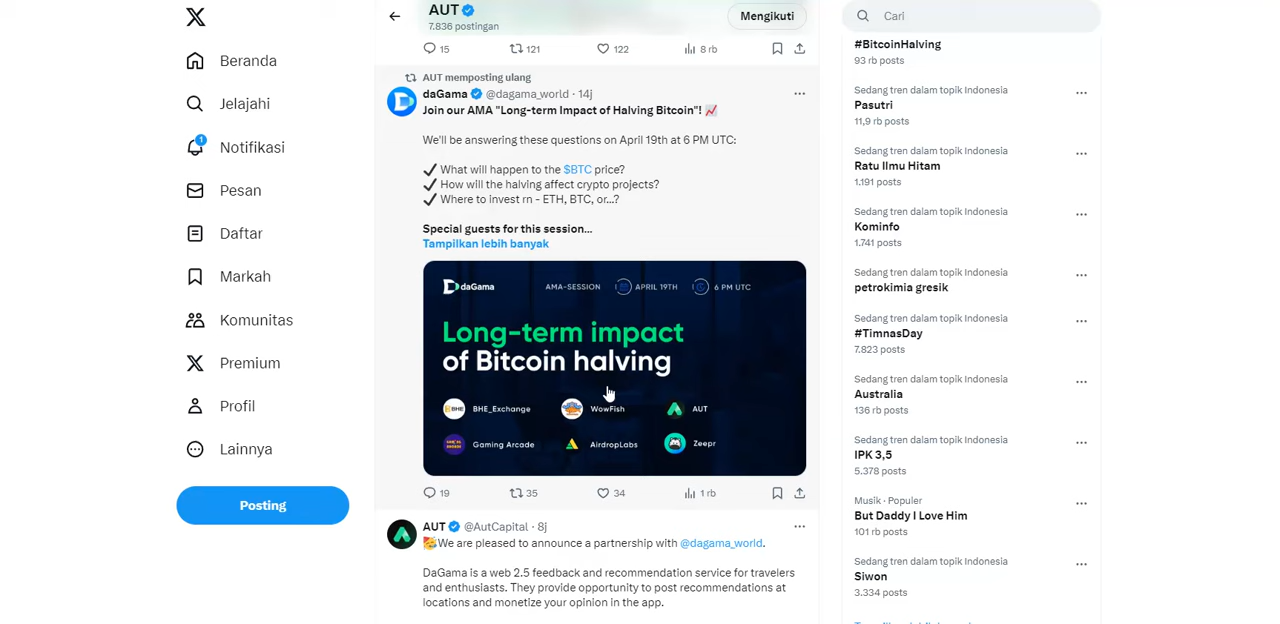 Beranda
Jelajahi
1
Notifikasi
Pesan
Daftar
Markah
Komunitas
Premium
Profil
Lainnya
Posting
AUT
7.836 postingan
Mengikuti
15 121 122 8 rb
AUT memposting ulang
daGama @dagama_world · 14j
Join our AMA "Long-term Impact of Halving Bitcoin"! 📈
We'll be answering these questions on April 19th at 6 PM UTC:
✓ What will happen to the $BTC price?
✓ How will the halving affect crypto projects?
✓ Where to invest rn - ETH, BTC, or...?
Special guests for this session...
Tampilkan lebih banyak
daGama AMA-SESSION APRIL 19TH 6 PM UTC
Long-term impact
of Bitcoin halving
BHE BHE_Exchange WowFish AUT
Gaming Arcade AirdropLabs Zeepr
19 35 34 1 rb
AUT @AutCapital · 8j
🥳We are pleased to announce a partnership with @dagama_world.
DaGama is a web 2.5 feedback and recommendation service for travelers
and enthusiasts. They provide opportunity to post recommendations at
locations and monetize your opinion in the app.
Cari
#BitcoinHalving
93 rb posts
Sedang tren dalam topik Indonesia
Pasutri
11,9 rb posts
Sedang tren dalam topik Indonesia
Ratu Ilmu Hitam
1.191 posts
Sedang tren dalam topik Indonesia
Kominfo
1.741 posts
Sedang tren dalam topik Indonesia
petrokimia gresik
Sedang tren dalam topik Indonesia
#TimnasDay
7.823 posts
Sedang tren dalam topik Indonesia
Australia
136 rb posts
Sedang tren dalam topik Indonesia
IPK 3,5
5.378 posts
Musik · Populer
But Daddy I Love Him
101 rb posts
Sedang tren dalam topik Indonesia
Siwon
3.334 posts